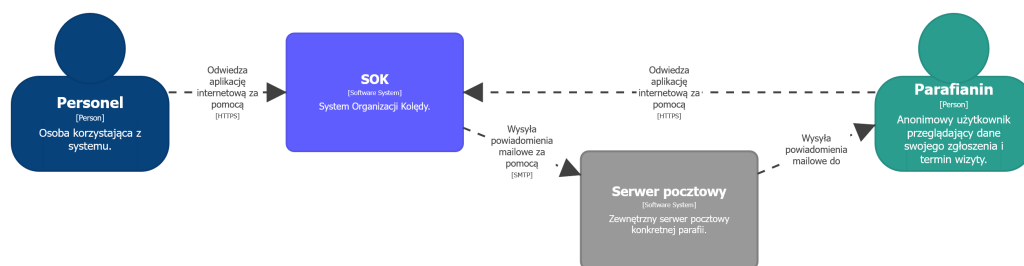 Personel
[Person]
Osoba korzystająca z
systemu.
Odwiedza
aplikację
internetową za
pomocą
[HTTPS]
SOK
[Software System]
System Organizacji Kolędy.
Wysyła
powiadomienia
mailowe za
pomocą
[SMTP]
Serwer pocztowy
[Software System]
Zewnętrzny serwer pocztowy
konkretnej parafii.
Odwiedza
aplikację
internetową za
pomocą
[HTTPS]
Wysyła
powiadomienia
mailowe do
Parafianin
[Person]
Anonimowy użytkownik
przeglądający dane
swojego zgłoszenia i
termin wizyty.